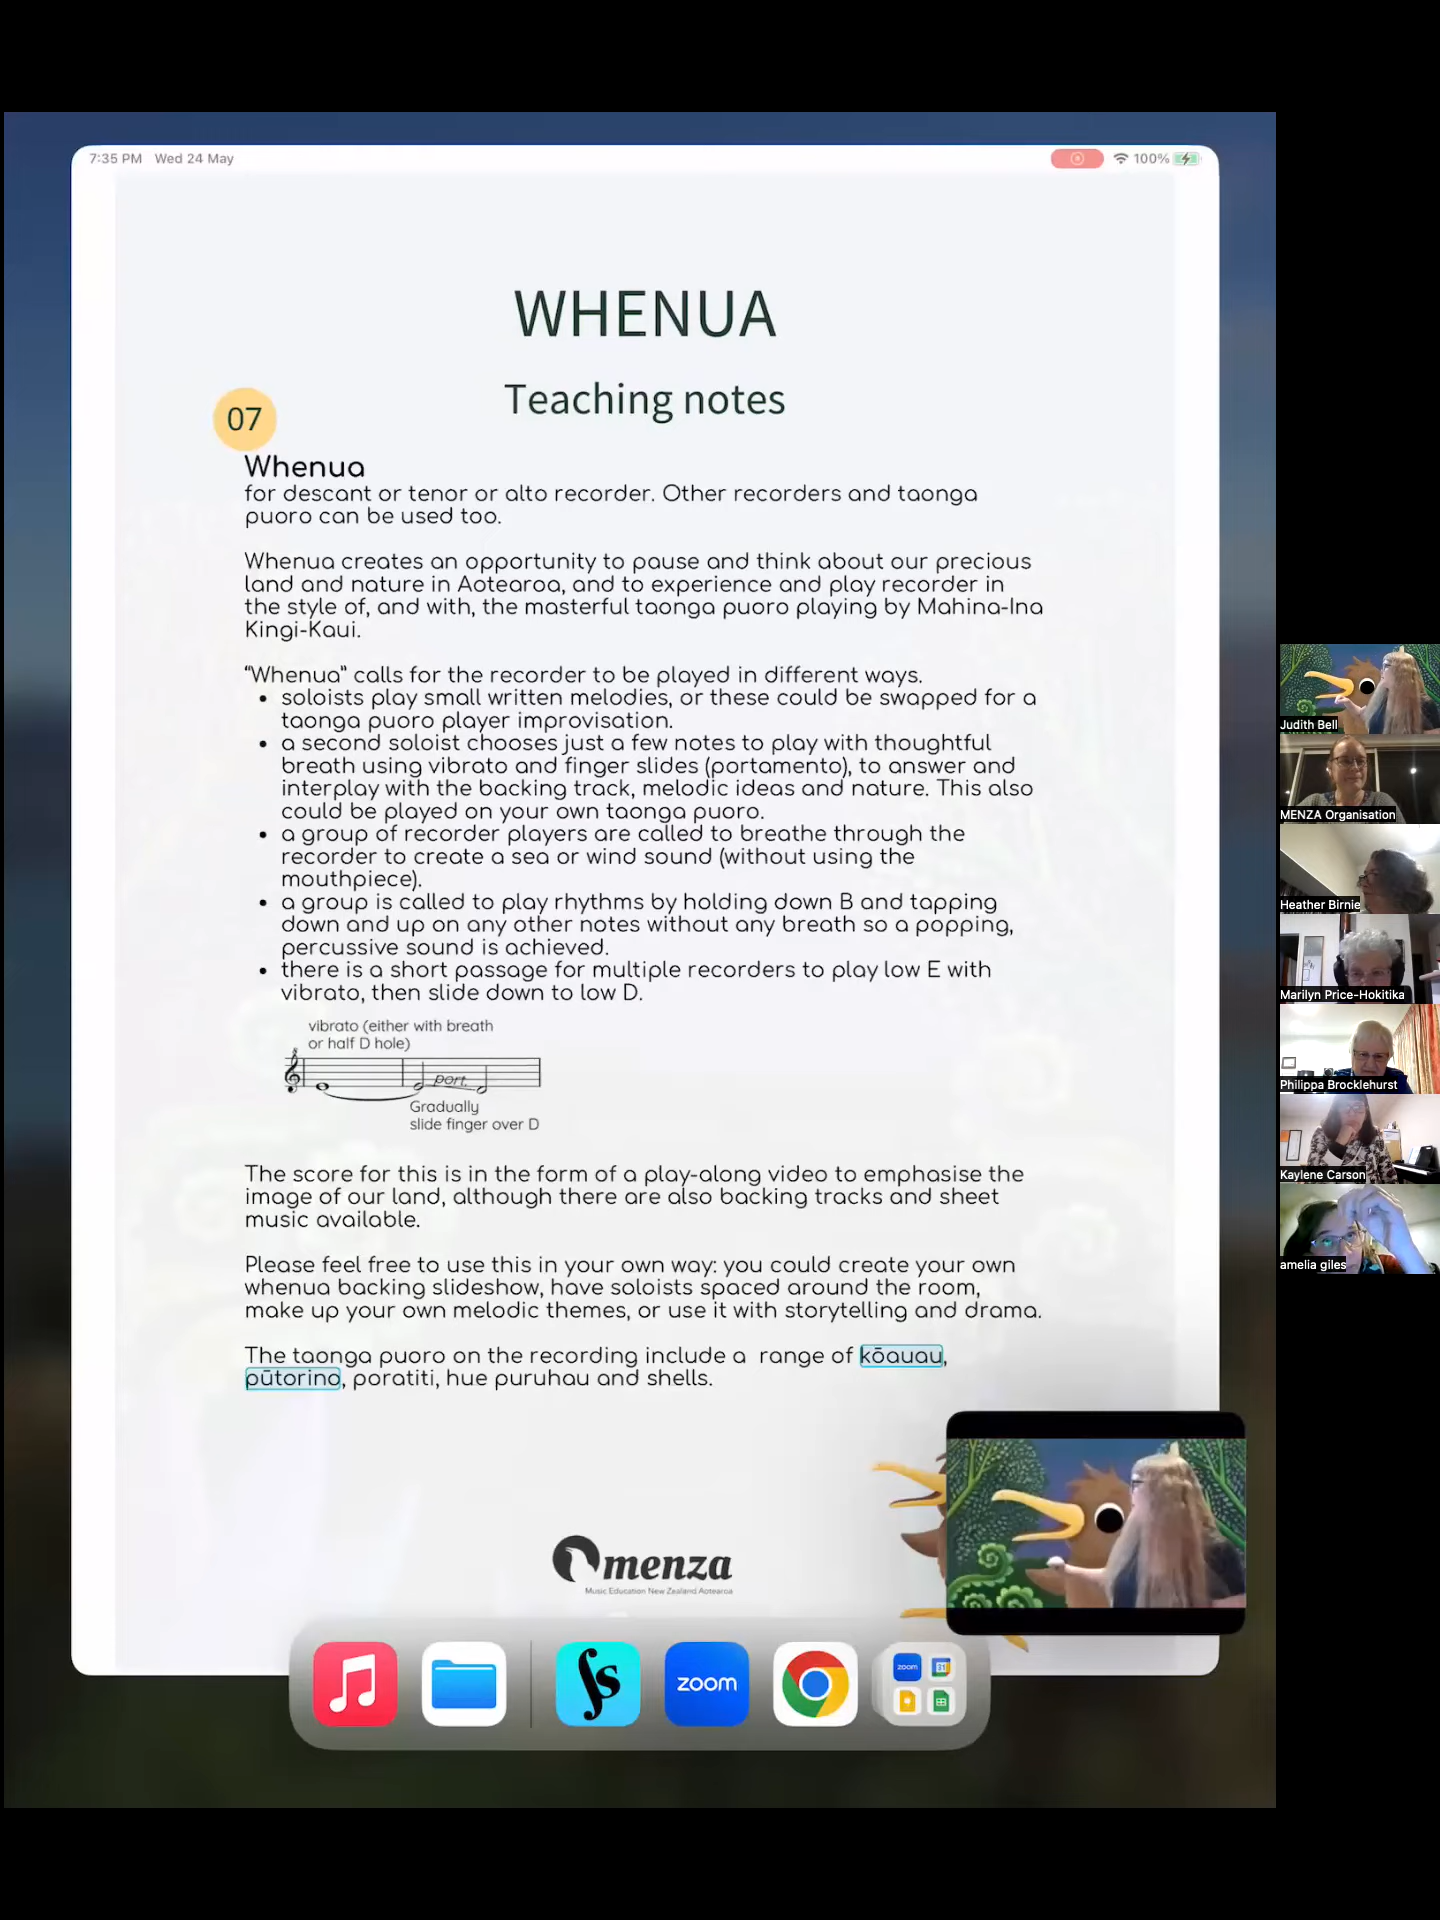 7:35 PM Wed 24 May
100%
WHENUA
Teaching notes
07
Whenua
for descant or tenor or alto recorder. Other recorders and taonga
puoro can be used too.
Whenua creates an opportunity to pause and think about our precious
land and nature in Aotearoa, and to experience and play recorder in
the style of, and with, the masterful taonga puoro playing by Mahina-Ina
Kingi-Kaui.
“Whenua” calls for the recorder to be played in different ways.
• soloists play small written melodies, or these could be swapped for a
taonga puoro player improvisation.
• a second soloist chooses just a few notes to play with thoughtful
breath using vibrato and finger slides (portamento), to answer and
interplay with the backing track, melodic ideas and nature. This also
could be played on your own taonga puoro.
• a group of recorder players are called to breathe through the
recorder to create a sea or wind sound (without using the
mouthpiece).
• a group is called to play rhythms by holding down B and tapping
down and up on any other notes without any breath so a popping,
percussive sound is achieved.
• there is a short passage for multiple recorders to play low E with
vibrato, then slide down to low D.
vibrato (either with breath
or half D hole)
port.
Gradually
slide finger over D
The score for this is in the form of a play-along video to emphasise the
image of our land, although there are also backing tracks and sheet
music available.
Please feel free to use this in your own way: you could create your own
whenua backing slideshow, have soloists spaced around the room,
make up your own melodic themes, or use it with storytelling and drama.
The taonga puoro on the recording include a range of kōauau,
pūtorino, poratiti, hue puruhau and shells.
menza
Music Education New Zealand Aotearoa
zoom
zoom
31
Judith Bell
MENZA Organisation
Heather Birnie
Marilyn Price-Hokitika
Philippa Brocklehurst
Kaylene Carson
amelia giles